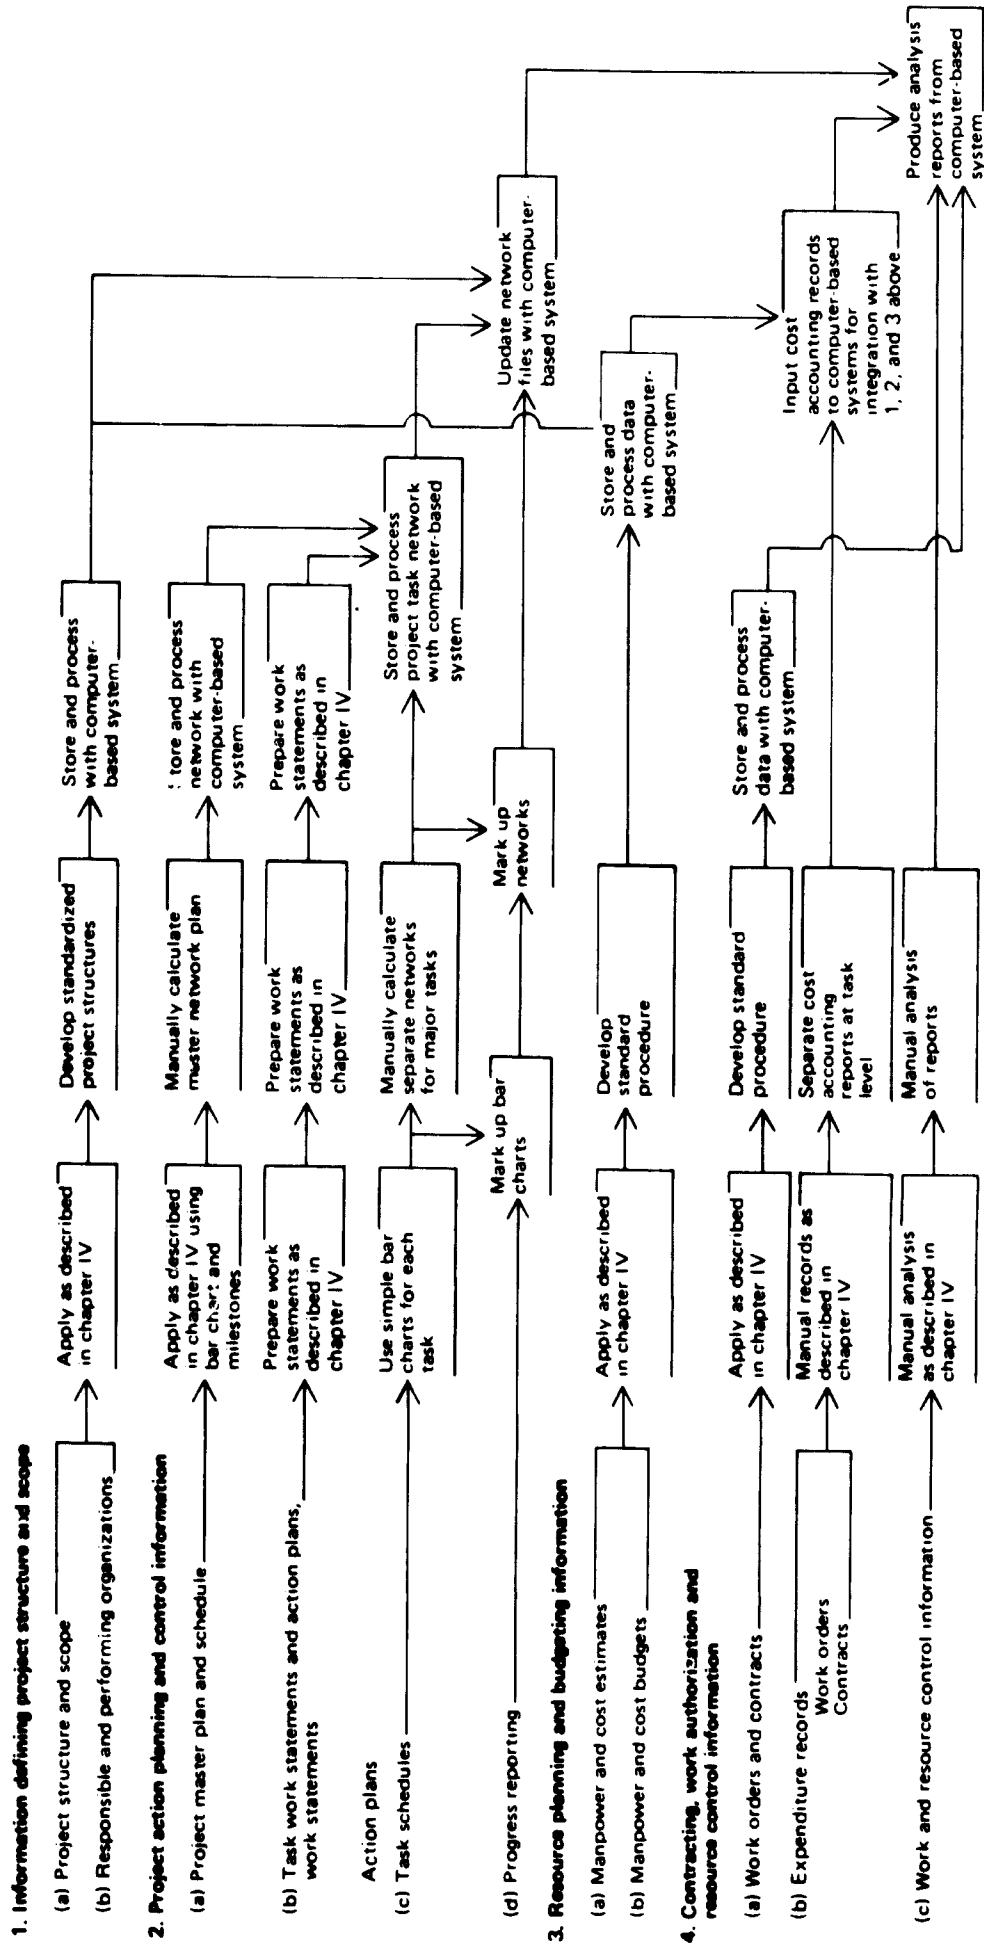 1. Information defining project structure and scope
(a) Project structure and scope
(b) Responsible and performing organizations
Apply as described
in chapter IV
Develop standardized
project structures
Store and process
with computer-
based system
2. Project action planning and control information
(a) Project master plan and schedule
Apply as described
in chapter IV using
bar chart and
milestones
Manually calculate
master network plan
tore and process
network with
computer-based
system
(b) Task work statements and action plans,
work statements
Prepare work
statements as
described in
chapter IV
Prepare work
statements as
described in
chapter IV
Prepare work
statements as
described in
chapter IV
Action plans
(c) Task schedules
Use simple bar
charts for each
task
Manually calculate
separate networks
for major tasks
Store and process
project task network
with computer-based
system
(d) Progress reporting
Mark up bar
charts
Mark up
networks
Update network
files with computer-
based system
3. Resource planning and budgeting information
(a) Manpower and cost estimates
(b) Manpower and cost budgets
Apply as described
in chapter IV
Develop
standard
procedure
Store and
process data
with computer-
based system
4. Contracting, work authorization and
resource control information
(a) Work orders and contracts
Apply as described
in chapter IV
Develop standard
procedure
Store and process
data with computer-
based system
(b) Expenditure records
Work orders
Contracts
Manual records as
described in
chapter IV
Separate cost
accounting
reports at task
level
Input cost
accounting records
to computer-based
systems for
integration with
1, 2, and 3 above
(c) Work and resource control information
Manual analysis
as described in
chapter IV
Manual analysis
of reports
Produce analysis
reports from
computer-based
system